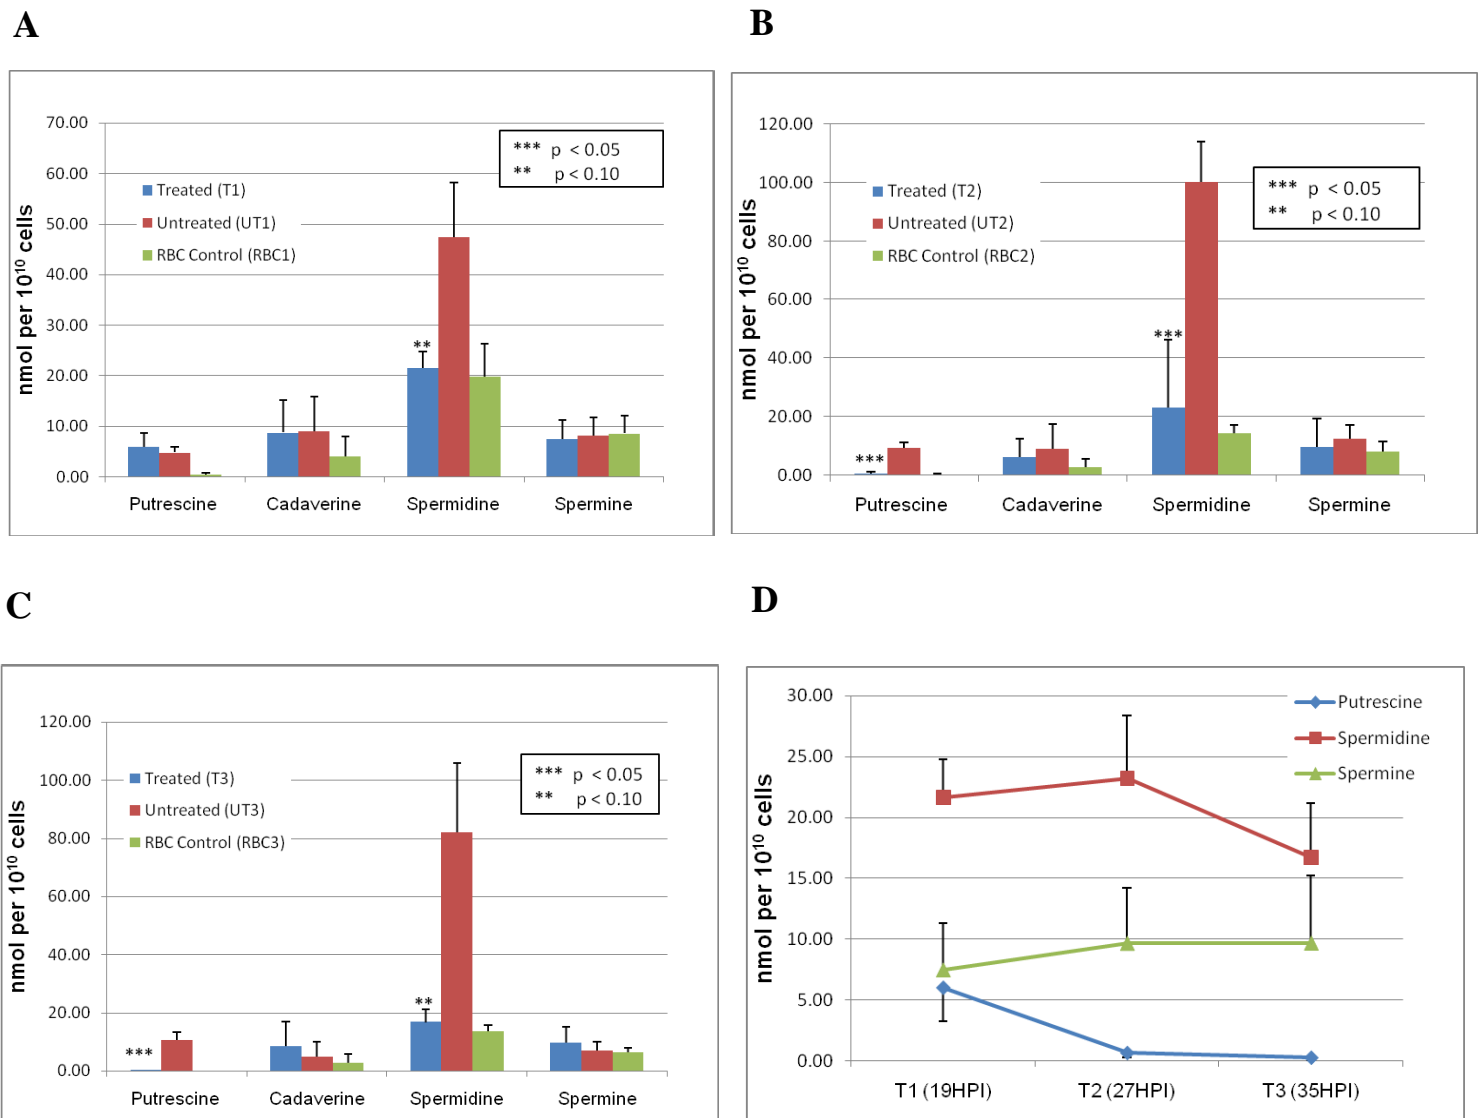 A
70.00
60.00
50.00
40.00
30.00
20.00
10.00
0.00
nmol per 10¹⁰ cells
Treated (T1)
Untreated (UT1)
RBC Control (RBC1)
*** p < 0.05
** p < 0.10
**
Putrescine Cadaverine Spermidine Spermine
B
120.00
100.00
80.00
60.00
40.00
20.00
0.00
nmol per 10¹⁰ cells
Treated (T2)
Untreated (UT2)
RBC Control (RBC2)
*** p < 0.05
** p < 0.10
***
***
Putrescine Cadaverine Spermidine Spermine
C
120.00
100.00
80.00
60.00
40.00
20.00
0.00
nmol per 10¹⁰ cells
Treated (T3)
Untreated (UT3)
RBC Control (RBC3)
*** p < 0.05
** p < 0.10
***
**
Putrescine Cadaverine Spermidine Spermine
D
30.00
25.00
20.00
15.00
10.00
5.00
0.00
nmol per 10¹⁰ cells
Putrescine
Spermidine
Spermine
T1 (19HPI) T2 (27HPI) T3 (35HPI)